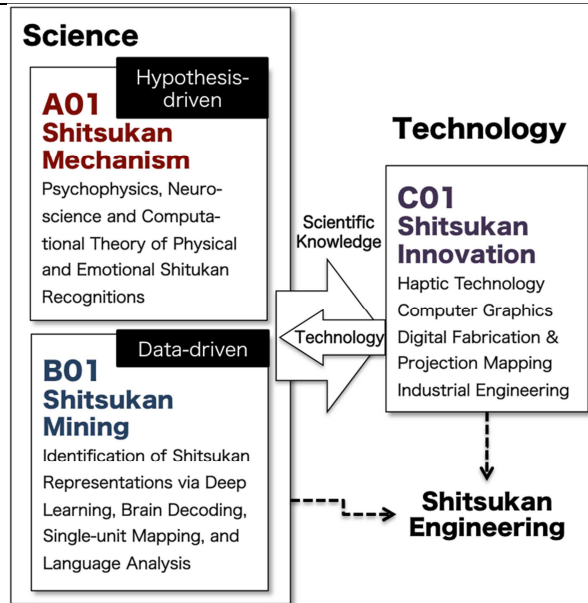 Science
Hypothesis-
driven
A01
Shitsukan
Mechanism
Psychophysics, Neuro-
science and Computa-
tional Theory of Physical
and Emotional Shitukan
Recognitions
Data-driven
B01
Shitsukan
Mining
Identification of Shitsukan
Representations via Deep
Learning, Brain Decoding,
Single-unit Mapping, and
Language Analysis
Scientific
Knowledge
Technology
Technology
C01
Shitsukan
Innovation
Haptic Technology
Computer Graphics
Digital Fabrication &
Projection Mapping
Industrial Engineering
Shitsukan
Engineering